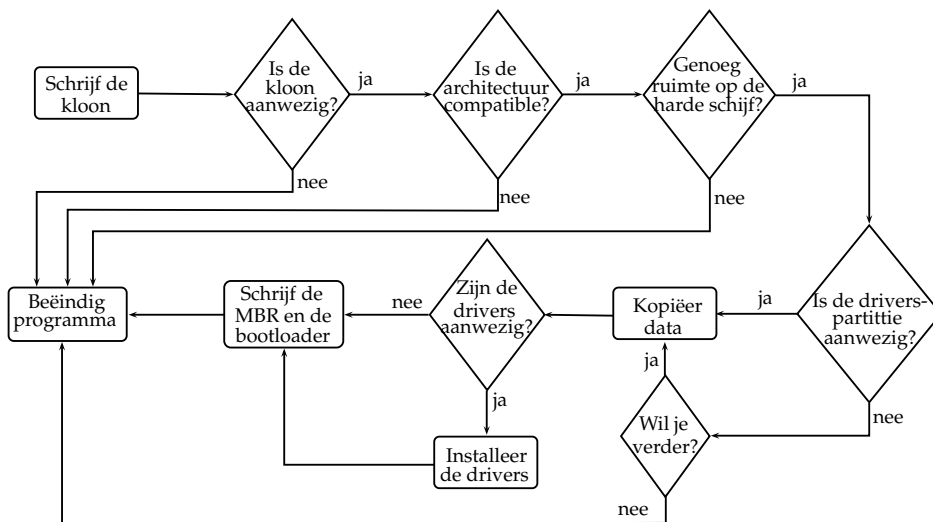 Schrijf de
kloon
Is de
kloon
aanwezig?
ja
Is de
architectuur
compatible?
ja
Genoeg
ruimte op de
harde schijf?
ja
nee
nee
nee
Beëindig
programma
Schrijf de
MBR en de
bootloader
nee
Zijn de
drivers
aanwezig?
Kopiëer
data
ja
Is de drivers-
partittie
aanwezig?
ja
ja
nee
Installeer
de drivers
Wil je
verder?
nee